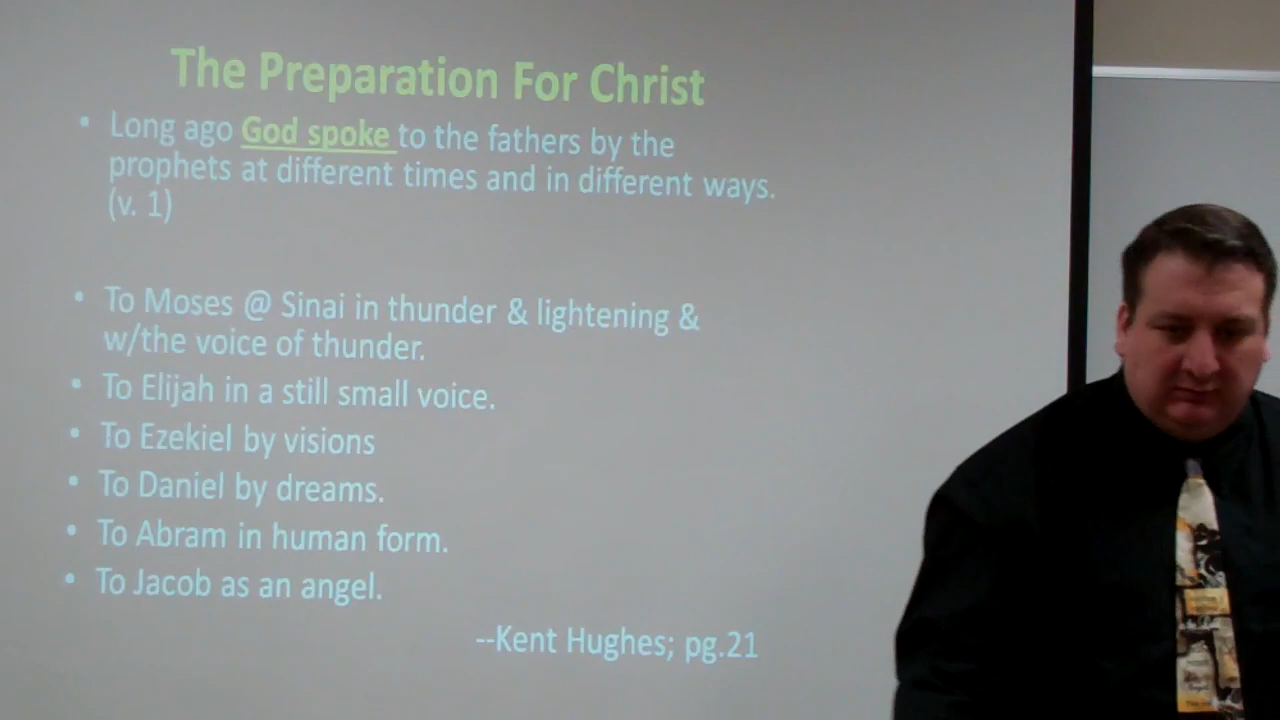 The Preparation For Christ
• Long ago God spoke to the fathers by the
prophets at different times and in different ways.
(v. 1)
• To Moses @ Sinai in thunder & lightening &
w/the voice of thunder.
• To Elijah in a still small voice.
• To Ezekiel by visions
• To Daniel by dreams.
• To Abram in human form.
• To Jacob as an angel.
--Kent Hughes; pg.21